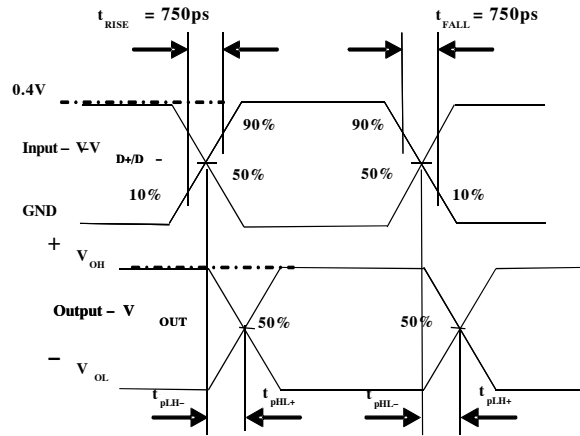 t RISE = 750ps
t FALL = 750ps
0.4V
90%
90%
Input – V-V D+/D –
50%
50%
10%
10%
GND
+
V OH
Output – V OUT
50%
50%
– V OL
t pLH–
t pHL+
t pHL–
t pLH+